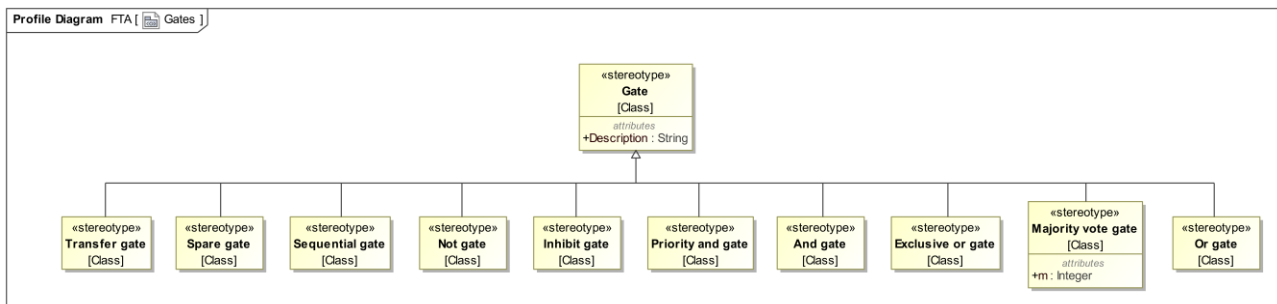 Profile Diagram FTA [ Gates ]
«stereotype»
Gate
[Class]
attributes
+Description : String
«stereotype»
Transfer gate
[Class]
«stereotype»
Spare gate
[Class]
«stereotype»
Sequential gate
[Class]
«stereotype»
Not gate
[Class]
«stereotype»
Inhibit gate
[Class]
«stereotype»
Priority and gate
[Class]
«stereotype»
And gate
[Class]
«stereotype»
Exclusive or gate
[Class]
«stereotype»
Majority vote gate
[Class]
attributes
+m : Integer
«stereotype»
Or gate
[Class]